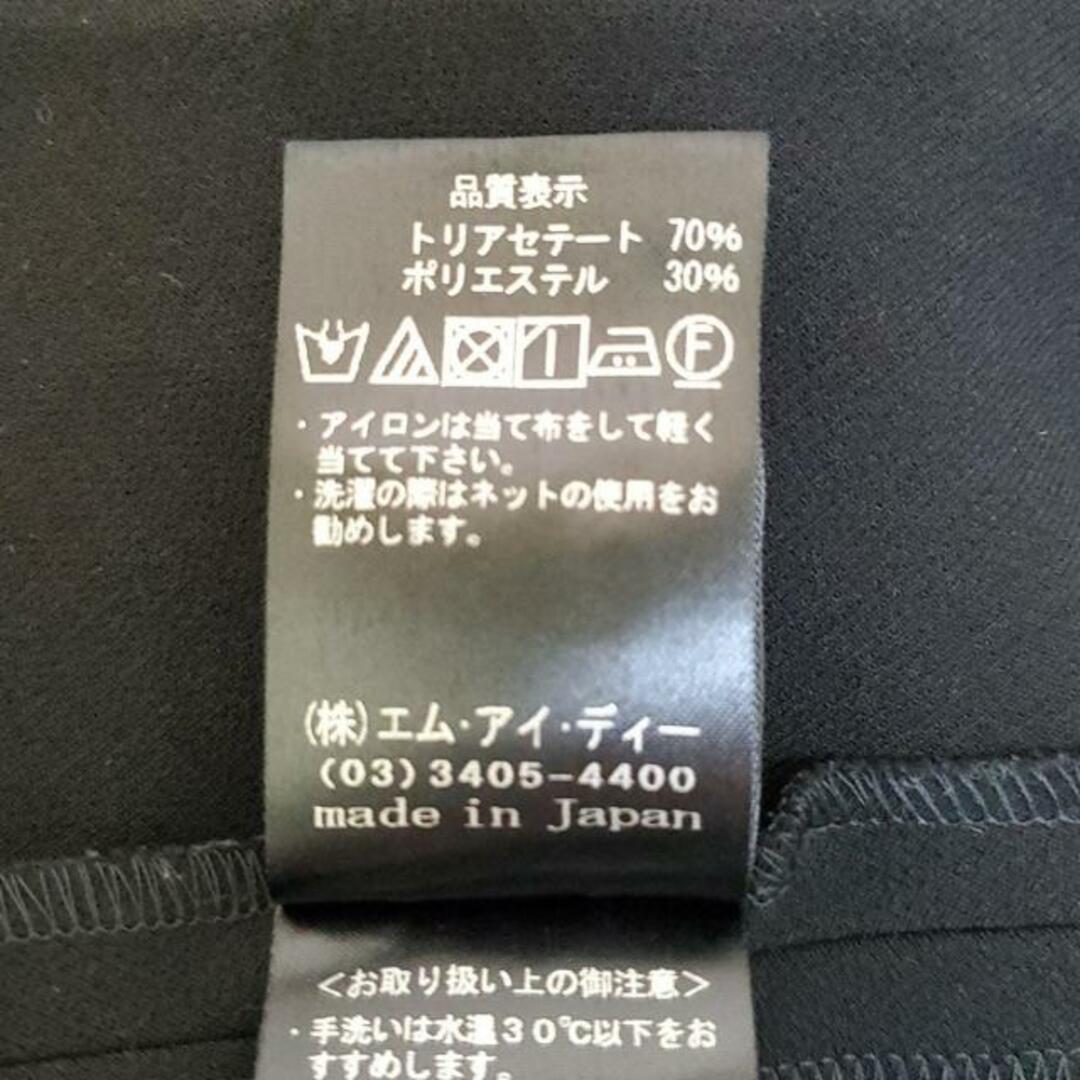 品質表示
トリアセテート 70%
ポリエステル 30%
F
・アイロンは当て布をして軽く
当てて下さい。
・洗濯の際はネットの使用をお
勧めします。
(株)エム・アイ・ディー
(03)3405-4400
made in Japan
<お取り扱い上の御注意>
・手洗いは水温30℃以下をお
すすめします。